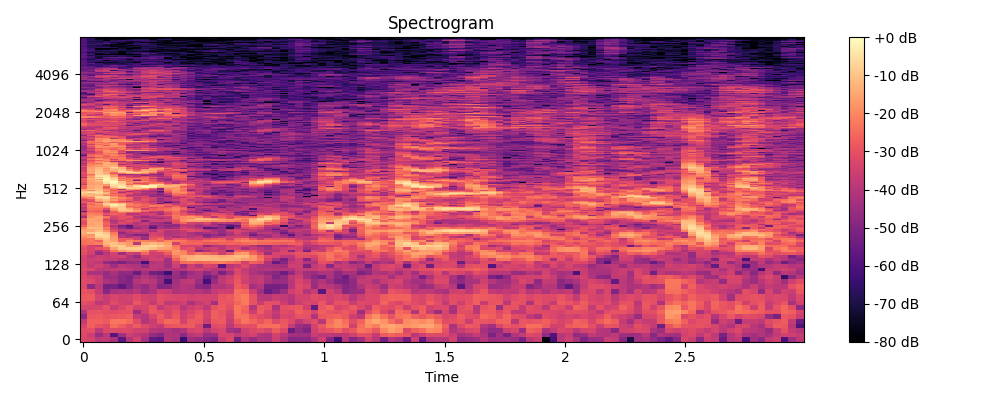 Spectrogram
Hz
4096
2048
1024
512
256
128
64
0
0
0.5
1
1.5
2
2.5
Time
+0 dB
-10 dB
-20 dB
-30 dB
-40 dB
-50 dB
-60 dB
-70 dB
-80 dB